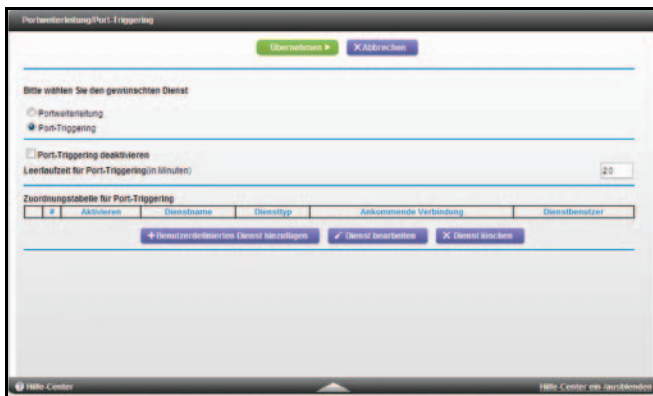 Portweiterleitung/Port-Triggering
Übernehmen
Abbrechen
Bitte wählen Sie den gewünschten Dienst
Portweiterleitung
Port-Triggering
Port-Triggering deaktivieren
Leerlaufzeit für Port-Triggering(in Minuten) 20
Zuordnungstabelle für Port-Triggering
# Aktivieren Dienstname Diensttyp Ankommende Verbindung Dienstbenutzer
+ Benutzerdefinierten Dienst hinzufügen Dienst bearbeiten Dienst löschen
Hilfe-Center Hilfe-Center ein-/ausblenden